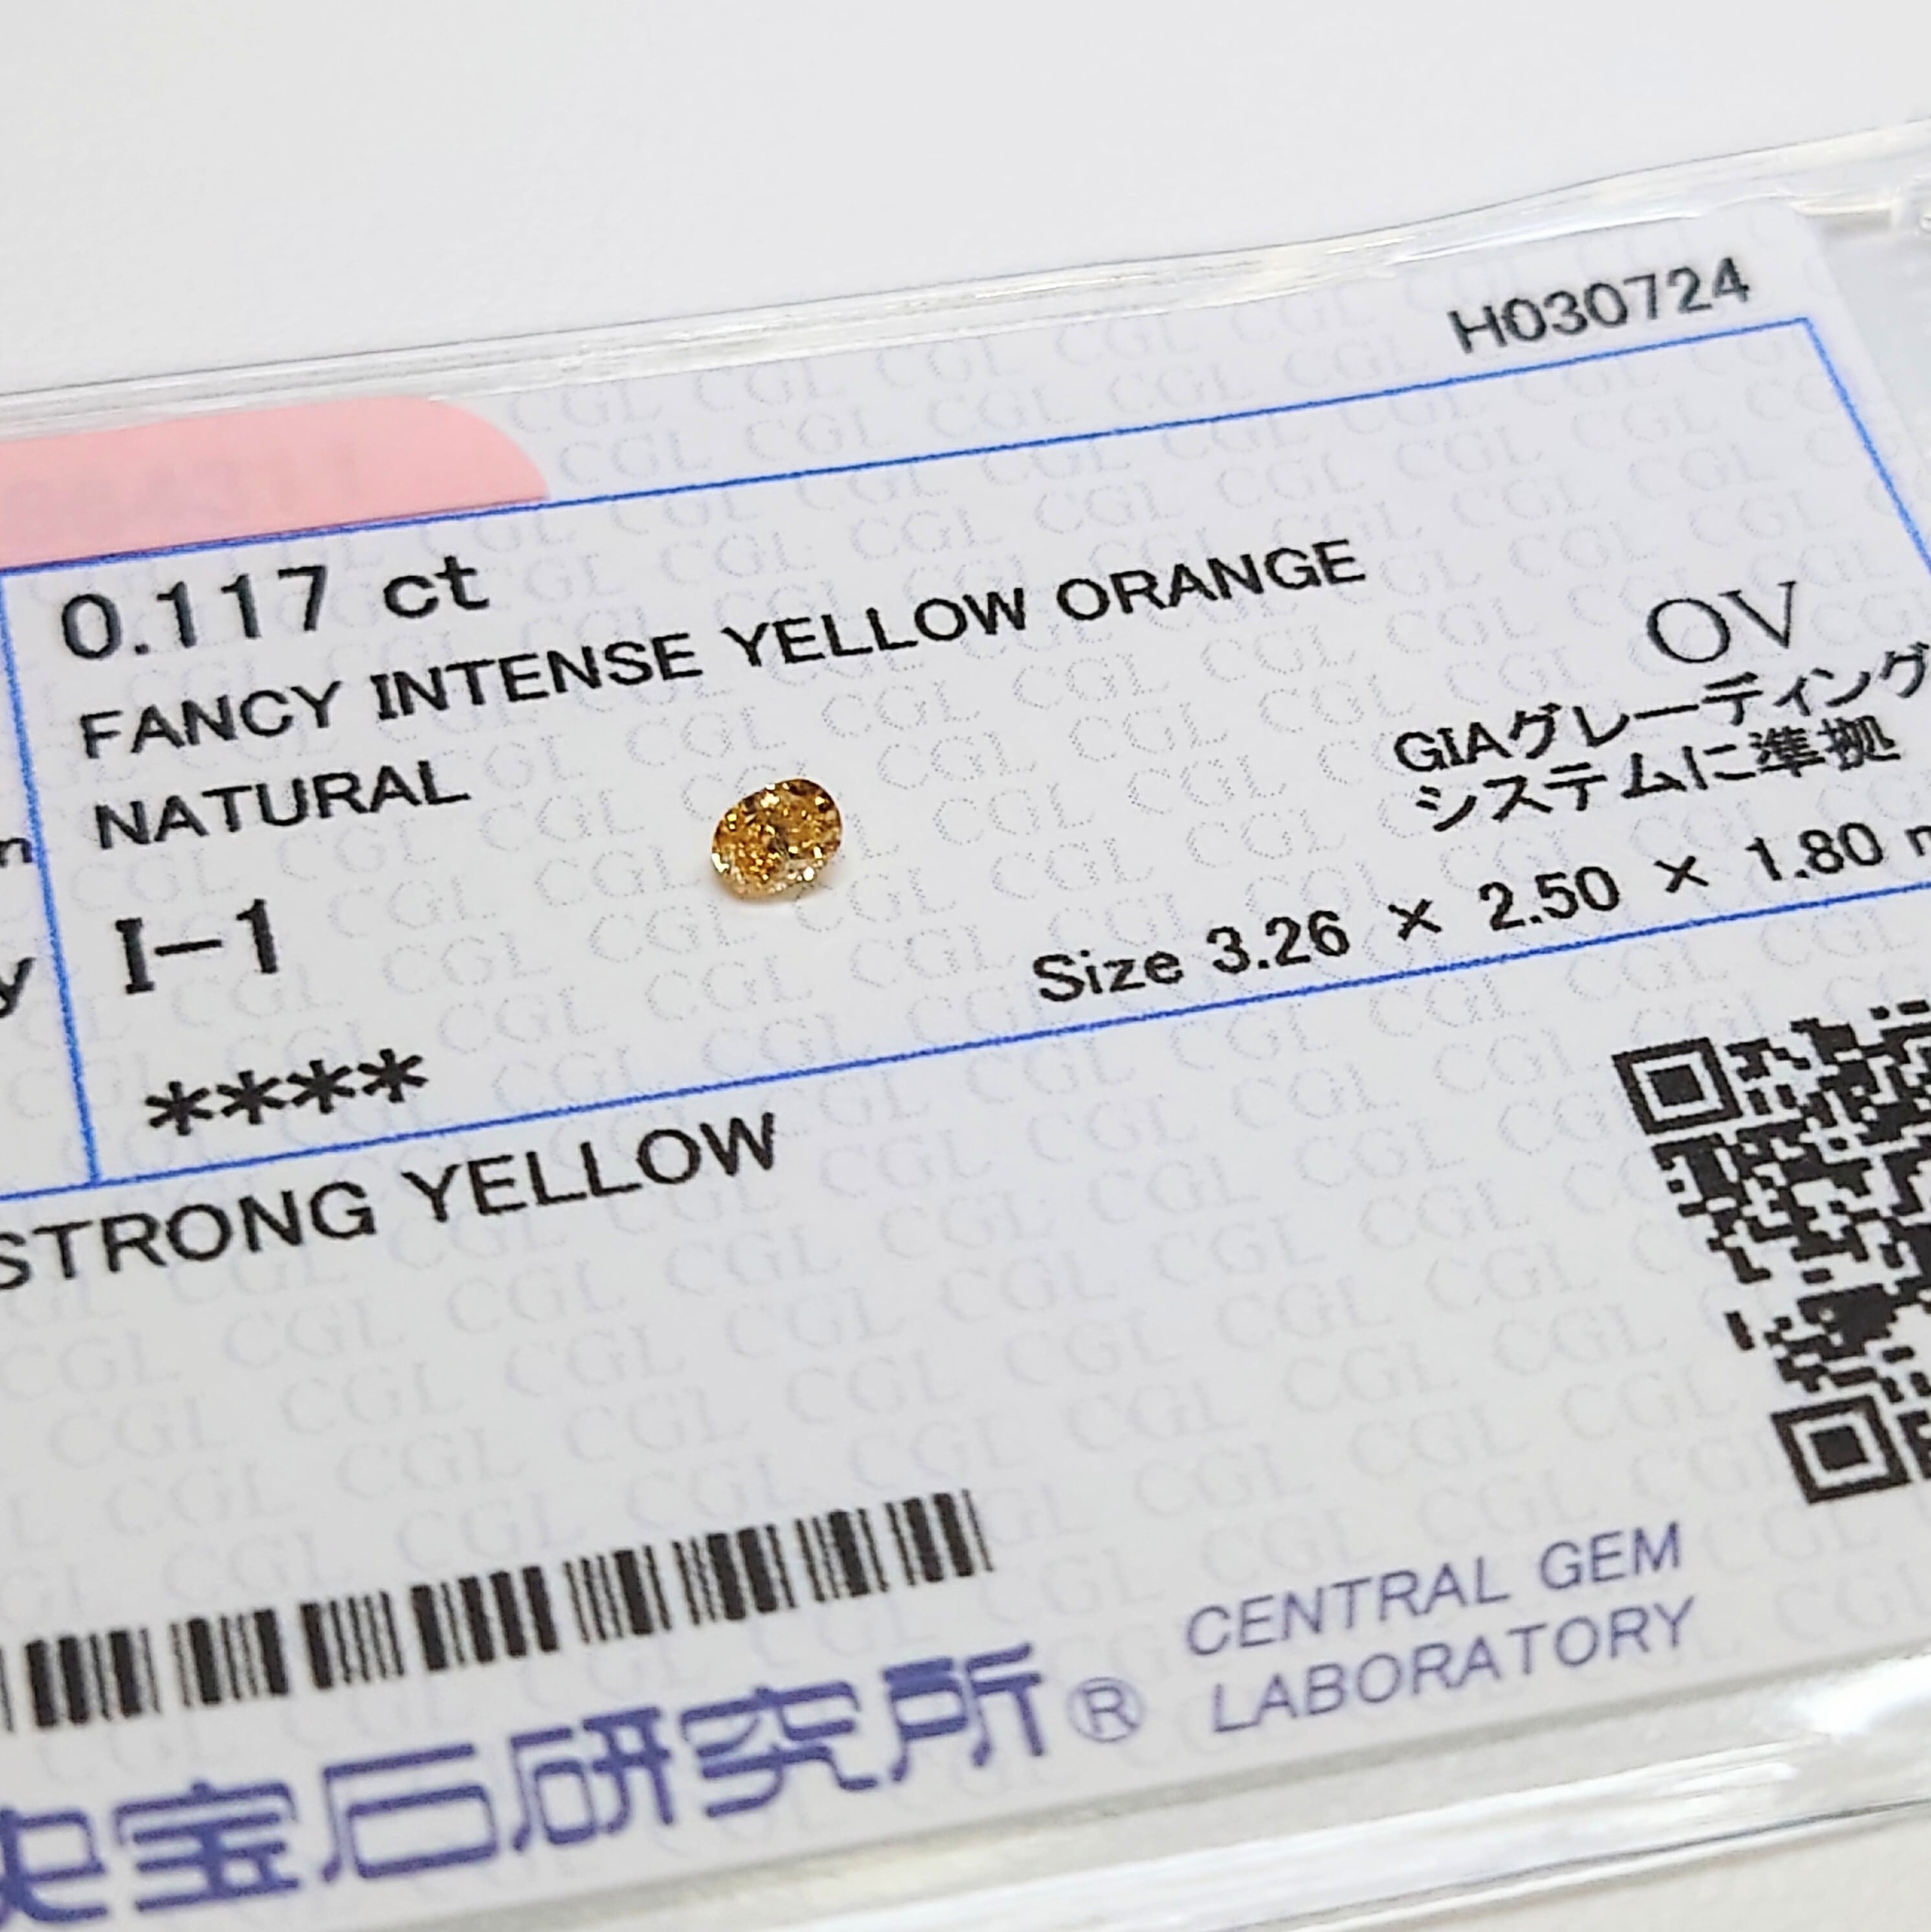 H030724
0.117 ct
FANCY INTENSE YELLOW ORANGE
NATURAL
OV
GIAグレーディング
システムに準拠
n
I-1
Size 3.26 × 2.50 × 1.80
y
****
STRONG YELLOW
CENTRAL GEM
LABORATORY
央宝石研究所®
CGL